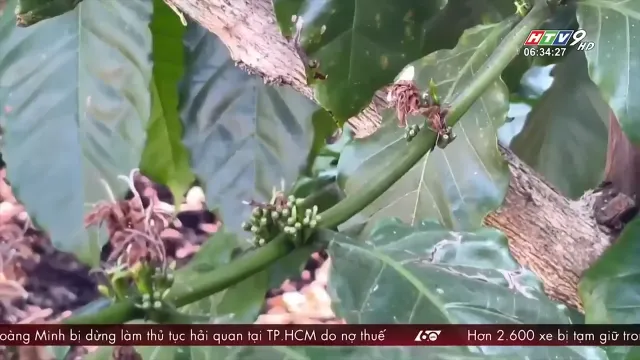 HTV9 HD
06:34:27
oàng Minh bị dừng làm thủ tục hải quan tại TP.HCM do nợ thuế 60 Hơn 2.600 xe bị tạm giữ tro